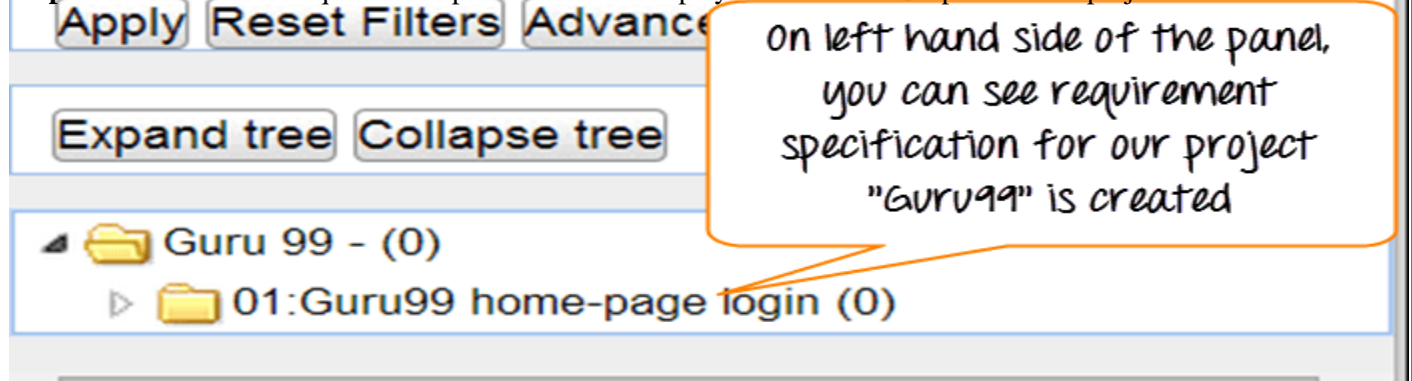 Apply Reset Filters
On left hand side of the panel,
you can see requirement
specification for our project
"Guru99" is created
Expand tree Collapse tree
Guru 99 - (0)
01:Guru99 home-page login (0)